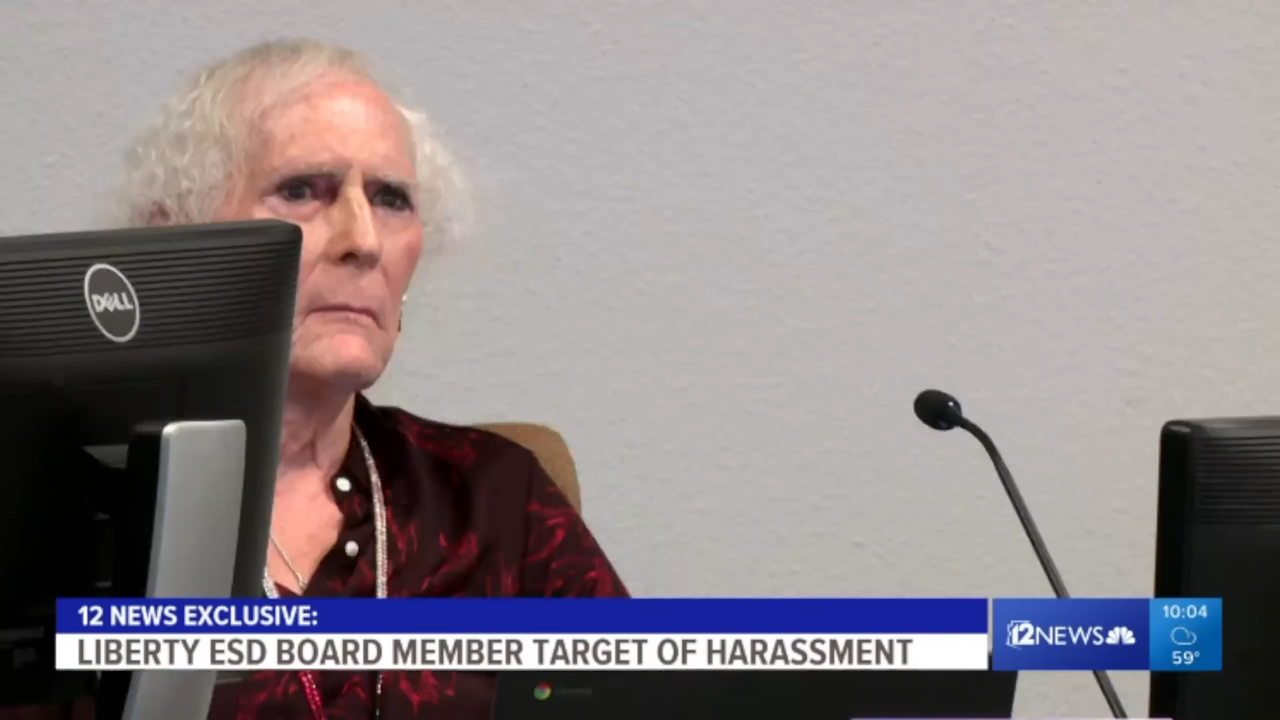 DELL
12 NEWS EXCLUSIVE:
LIBERTY ESD BOARD MEMBER TARGET OF HARASSMENT
12NEWS
10:04
59°